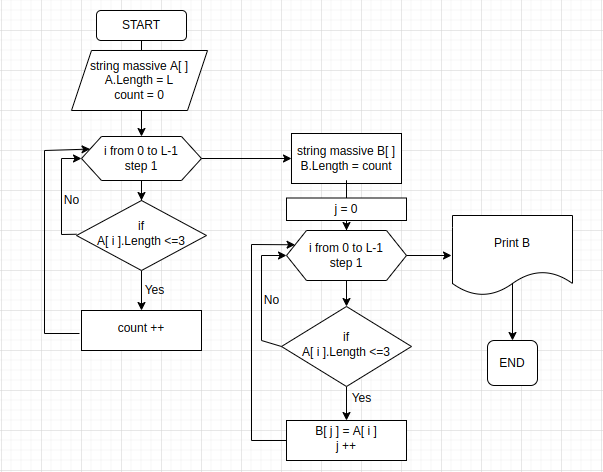 START
string massive A[ ]
A.Length = L
count = 0
i from 0 to L-1
step 1
No
if
A[ i ].Length <=3
Yes
count ++
string massive B[ ]
B.Length = count
j = 0
i from 0 to L-1
step 1
No
if
A[ i ].Length <=3
Yes
B[ j ] = A[ i ]
j ++
Print B
END